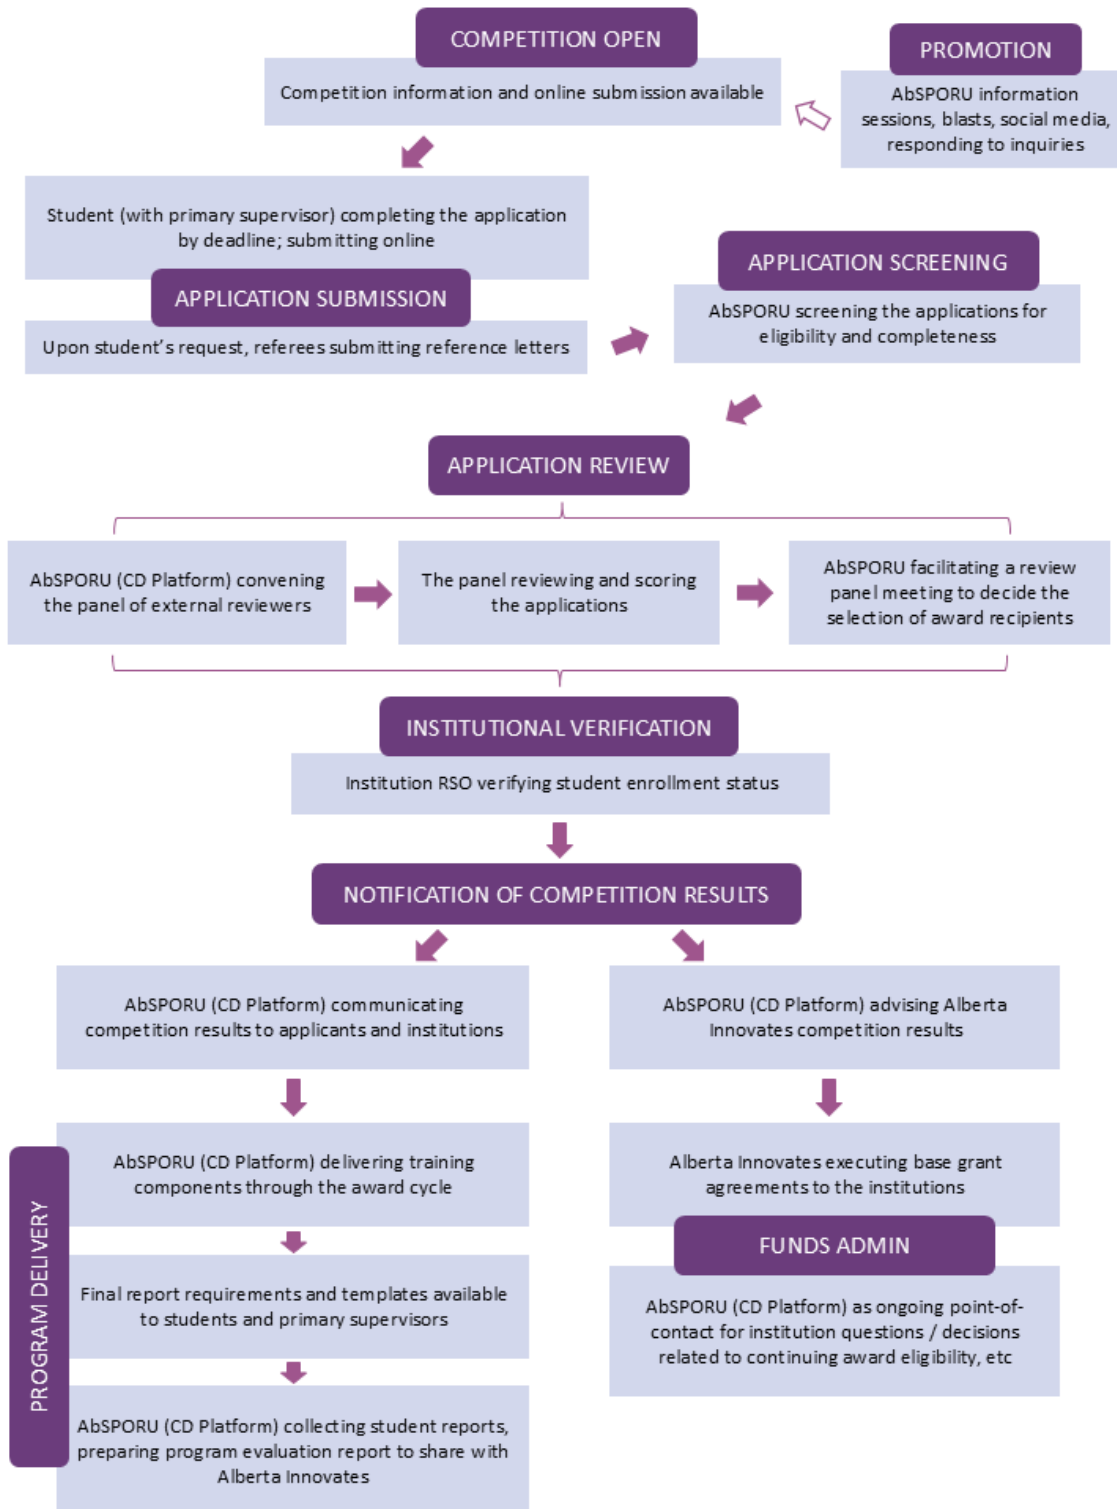 COMPETITION OPEN
Competition information and online submission available
PROMOTION
AbSPORU information
sessions, blasts, social media,
responding to inquiries
Student (with primary supervisor) completing the application
by deadline; submitting online
APPLICATION SUBMISSION
Upon student’s request, referees submitting reference letters
APPLICATION SCREENING
AbSPORU screening the applications for
eligibility and completeness
APPLICATION REVIEW
AbSPORU (CD Platform) convening
the panel of external reviewers
The panel reviewing and scoring
the applications
AbSPORU facilitating a review
panel meeting to decide the
selection of award recipients
INSTITUTIONAL VERIFICATION
Institution RSO verifying student enrollment status
NOTIFICATION OF COMPETITION RESULTS
AbSPORU (CD Platform) communicating
competition results to applicants and institutions
AbSPORU (CD Platform) advising Alberta
Innovates competition results
PROGRAM DELIVERY
AbSPORU (CD Platform) delivering training
components through the award cycle
Final report requirements and templates available
to students and primary supervisors
AbSPORU (CD Platform) collecting student reports,
preparing program evaluation report to share with
Alberta Innovates
Alberta Innovates executing base grant
agreements to the institutions
FUNDS ADMIN
AbSPORU (CD Platform) as ongoing point-of-
contact for institution questions / decisions
related to continuing award eligibility, etc